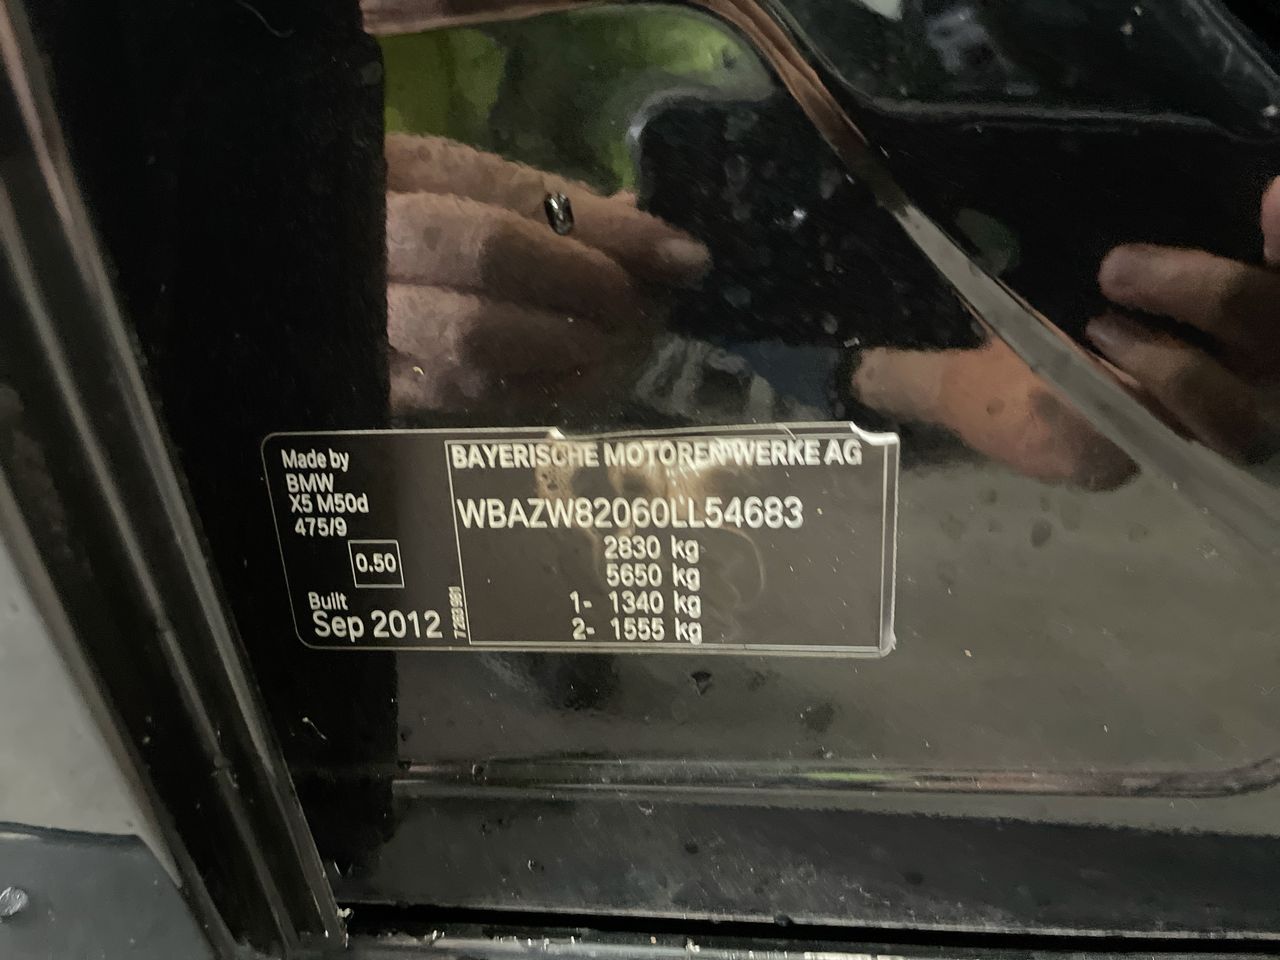 Made by
BMW
X5 M50d
475/9
0.50
Built
Sep 2012
7283981
BAYERISCHE MOTOREN WERKE AG
WBAZW82060LL54683
2830 kg
5650 kg
1- 1340 kg
2- 1555 kg